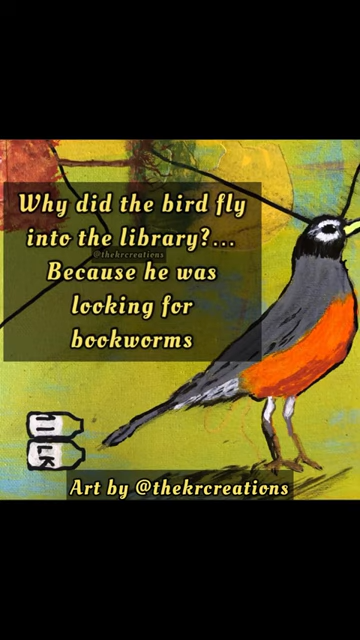 Why did the bird fly
into the library?...
@thekrcreations
Because he was
looking for
bookworms
Art by @thekrcreations